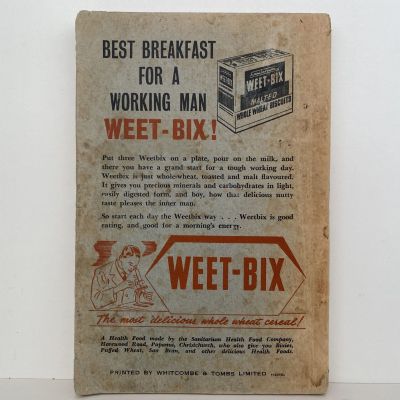 BEST BREAKFAST
FOR A
WORKING MAN
WEET-BIX!
WEET-BIX
MALTED
WHOLE WHEAT BISCUITS
Put three Weetbix on a plate, pour on the milk, and
there you have a grand start for a tough working day.
Weetbix is just whole-wheat, toasted and malt flavoured.
It gives you precious minerals and carbohydrates in light,
easily digested form, and boy, how that delicious nutty
taste pleases the inner man.
So start each day the Weetbix way . . . Weetbix is good
eating, and good for a morning's energy.
WEET-BIX
The most delicious whole wheat cereal!
A Health Food made by the Sanitarium Health Food Company,
Harewood Road, Papanui, Christchurch, who also give you Bixies,
Puffed Wheat, San Bran, and other delicious Health Foods.
PRINTED BY WHITCOMBE & TOMBS LIMITED